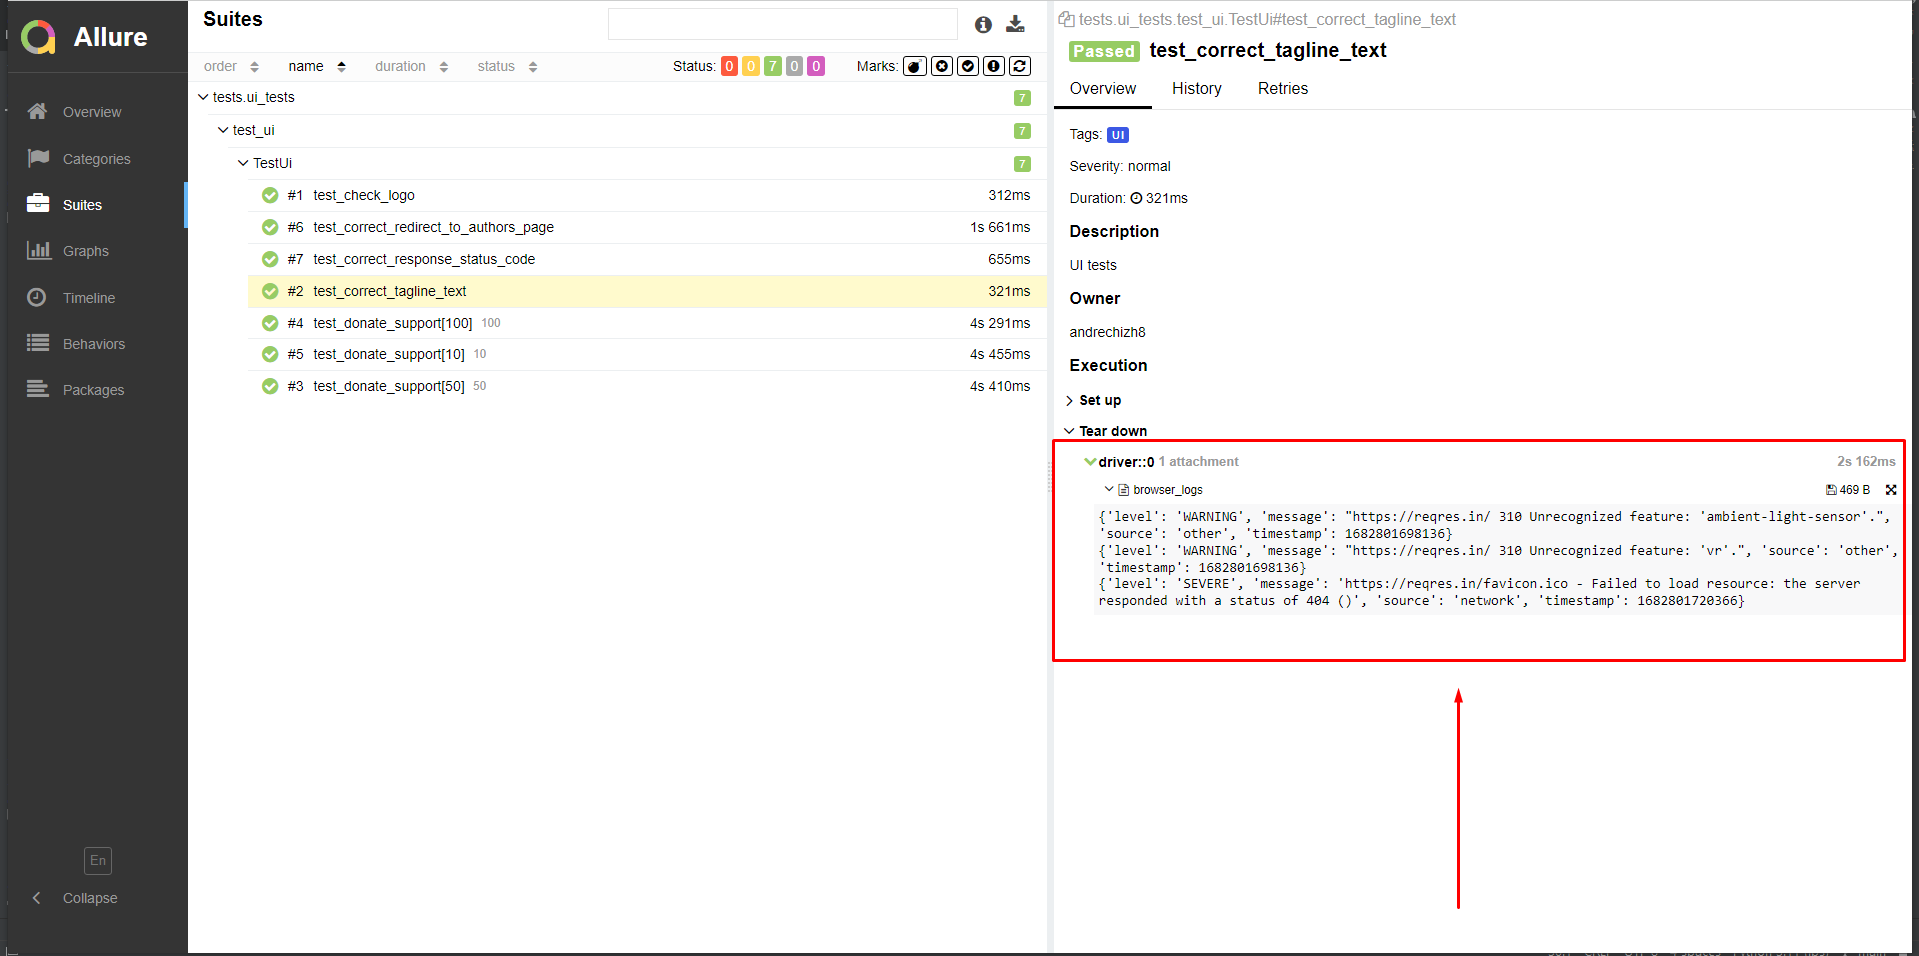 Allure
Overview
Categories
Suites
Graphs
Timeline
Behaviors
Packages
En
Collapse
Suites
order name duration status Status: 0 0 7 0 0 Marks:
tests.ui_tests 7
test_ui 7
TestUi 7
#1 test_check_logo 312ms
#6 test_correct_redirect_to_authors_page 1s 661ms
#7 test_correct_response_status_code 655ms
#2 test_correct_tagline_text 321ms
#4 test_donate_support[100] 100 4s 291ms
#5 test_donate_support[10] 10 4s 455ms
#3 test_donate_support[50] 50 4s 410ms
tests.ui_tests.test_ui.TestUi#test_correct_tagline_text
Passed test_correct_tagline_text
Overview History Retries
Tags: UI
Severity: normal
Duration: 321ms
Description
UI tests
Owner
andrechizh8
Execution
Set up
Tear down
driver::0 1 attachment 2s 162ms
browser_logs 469 B
{'level': 'WARNING', 'message': "https://reqres.in/ 310 Unrecognized feature: 'ambient-light-sensor'.",
'source': 'other', 'timestamp': 1682801698136}
{'level': 'WARNING', 'message': "https://reqres.in/ 310 Unrecognized feature: 'vr'.", 'source': 'other',
'timestamp': 1682801698136}
{'level': 'SEVERE', 'message': 'https://reqres.in/favicon.ico - Failed to load resource: the server
responded with a status of 404 ()', 'source': 'network', 'timestamp': 1682801720366}